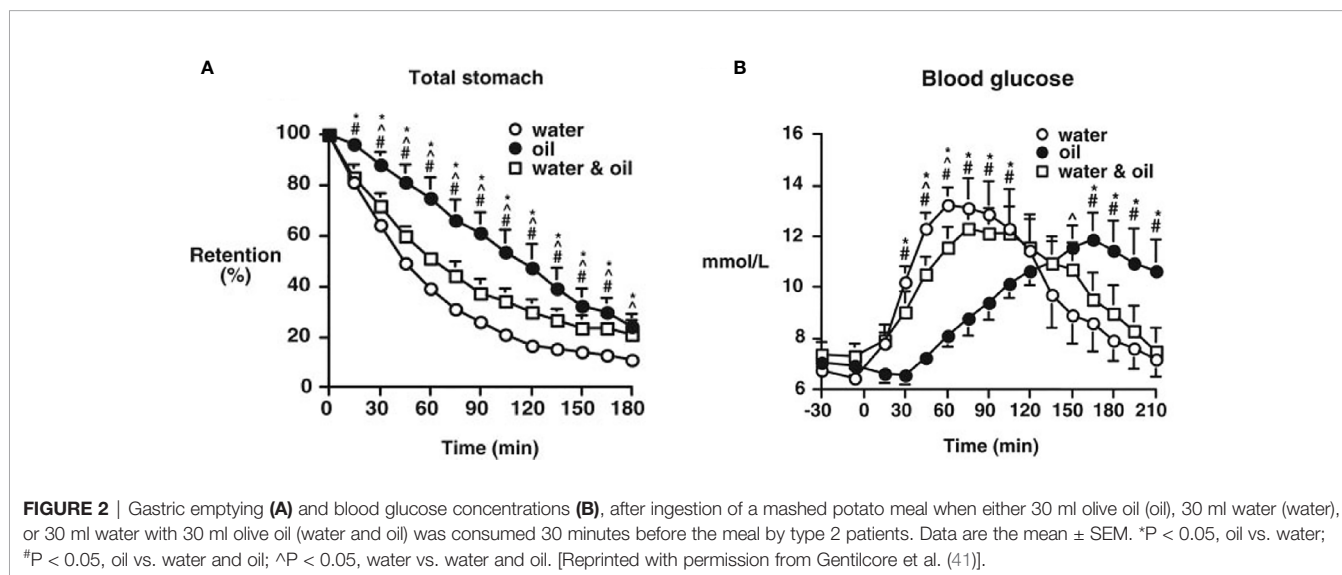 A
Total stomach
100
80
60
40
20
0
Retention
(%)
* #
* ^ #
* ^ #
* ^ #
* ^ #
* ^ #
* ^ #
* ^ #
* ^ #
* ^ #
* ^ #
* ^
water
oil
water & oil
0 30 60 90 120 150 180
Time (min)
B
Blood glucose
16
14
12
10
8
6
mmol/L
* #
* ^ #
* ^ #
* #
* #
* #
^
* #
* #
* #
* #
water
oil
water & oil
-30 0 30 60 90 120 150 180 210
Time (min)
FIGURE 2 | Gastric emptying (A) and blood glucose concentrations (B), after ingestion of a mashed potato meal when either 30 ml olive oil (oil), 30 ml water (water),
or 30 ml water with 30 ml olive oil (water and oil) was consumed 30 minutes before the meal by type 2 patients. Data are the mean ± SEM. *P < 0.05, oil vs. water;
#P < 0.05, oil vs. water and oil; ^P < 0.05, water vs. water and oil. [Reprinted with permission from Gentilcore et al. (41)].